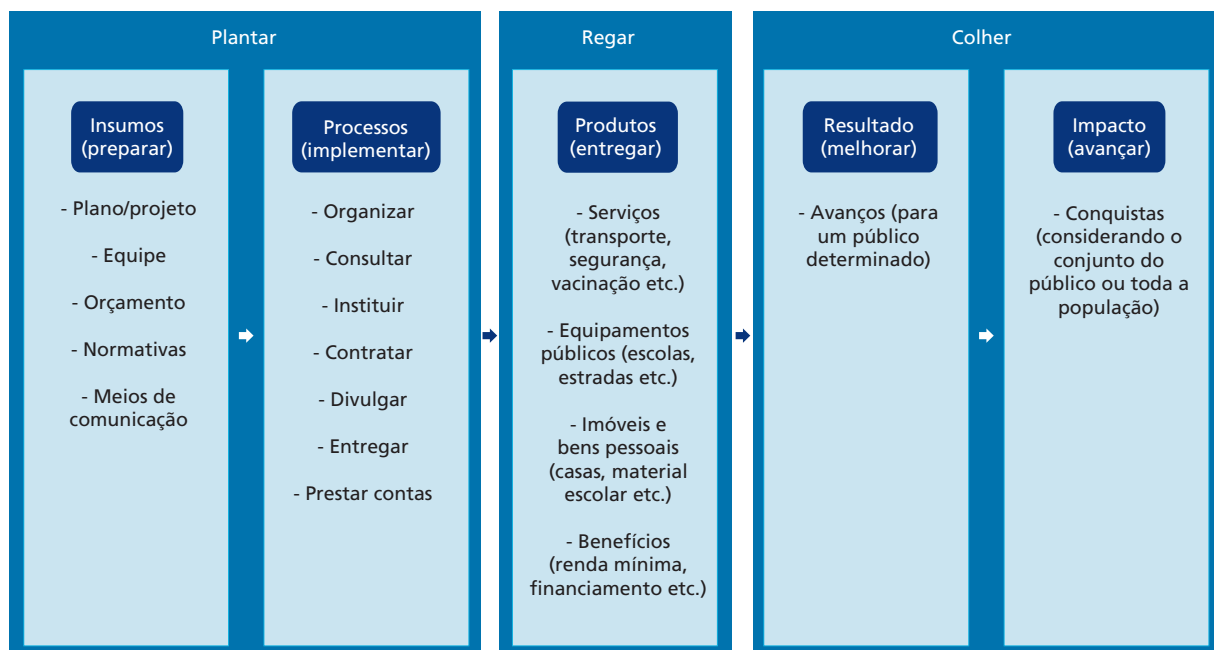 Plantar
Insumos
(preparar)
- Plano/projeto
- Equipe
- Orçamento
- Normativas
- Meios de
comunicação
Processos
(implementar)
- Organizar
- Consultar
- Instituir
- Contratar
- Divulgar
- Entregar
- Prestar contas
Regar
Produtos
(entregar)
- Serviços
(transporte,
segurança,
vacinação etc.)
- Equipamentos
públicos (escolas,
estradas etc.)
- Imóveis e
bens pessoais
(casas, material
escolar etc.)
- Benefícios
(renda mínima,
financiamento etc.)
Colher
Resultado
(melhorar)
- Avanços (para
um público
determinado)
Impacto
(avançar)
- Conquistas
(considerando o
conjunto do
público ou toda a
população)